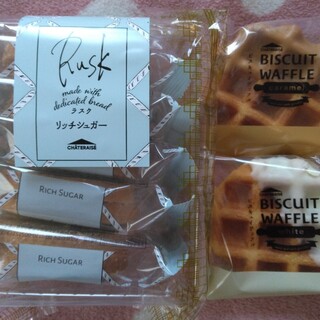 Rusk
made with
dedicated bread
ラスク
リッチシュガー
CHATERAISÉ
RICH SUGAR
RICH SUGAR
BISCUIT
WAFFLE
caramel
BISCUIT
WAFFLE
white